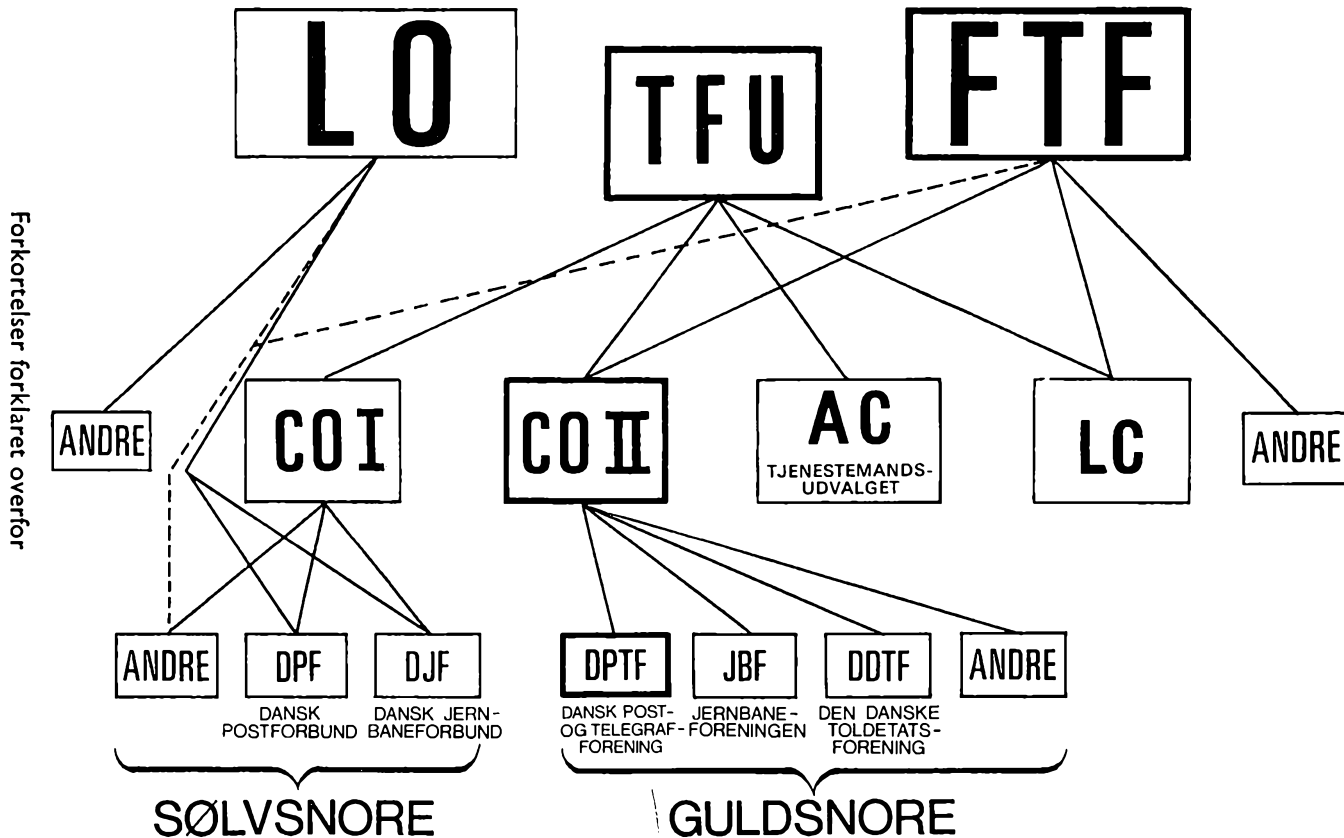 LO
TFU
FTF
Forkortelser forklaret overfor
ANDRE
CO I
CO II
AC
TJENESTEMANDS-
UDVALGET
LC
ANDRE
ANDRE
DPF
DANSK
POSTFORBUND
DJF
DANSK JERN-
BANEFORBUND
DPTF
DANSK POST-
OG TELEGRAF-
FORENING
JBF
JERNBANE-
FORENINGEN
DDTF
DEN DANSKE
TOLDETATS-
FORENING
ANDRE
SØLVSNORE
GULDSNORE